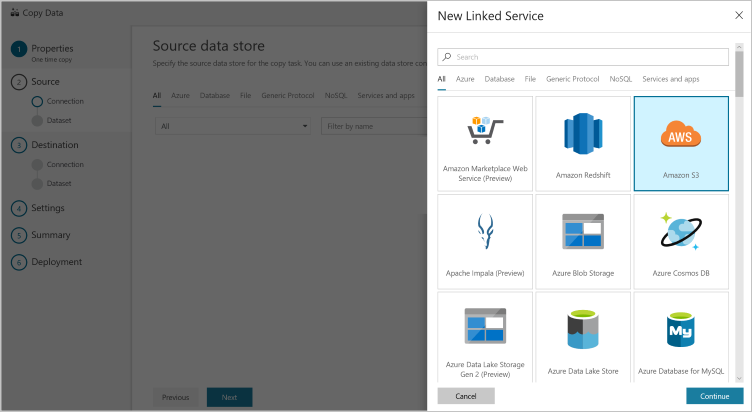 Copy Data
1 Properties
One time copy
2 Source
Connection
Dataset
3 Destination
Connection
Dataset
4 Settings
5 Summary
6 Deployment
Source data store
Specify the source data store for the copy task. You can use an existing data store con
All Azure Database File Generic Protocol NoSQL Services and apps
All Filter by name
Previous Next
New Linked Service
Search
All Azure Database File Generic Protocol NoSQL Services and apps
AWS
Amazon Marketplace Web
Service (Preview)
Amazon Redshift
Amazon S3
Apache Impala (Preview)
Azure Blob Storage
Azure Cosmos DB
My
Azure Data Lake Storage
Gen 2 (Preview)
Azure Data Lake Store
Azure Database for MySQL
Cancel Continue